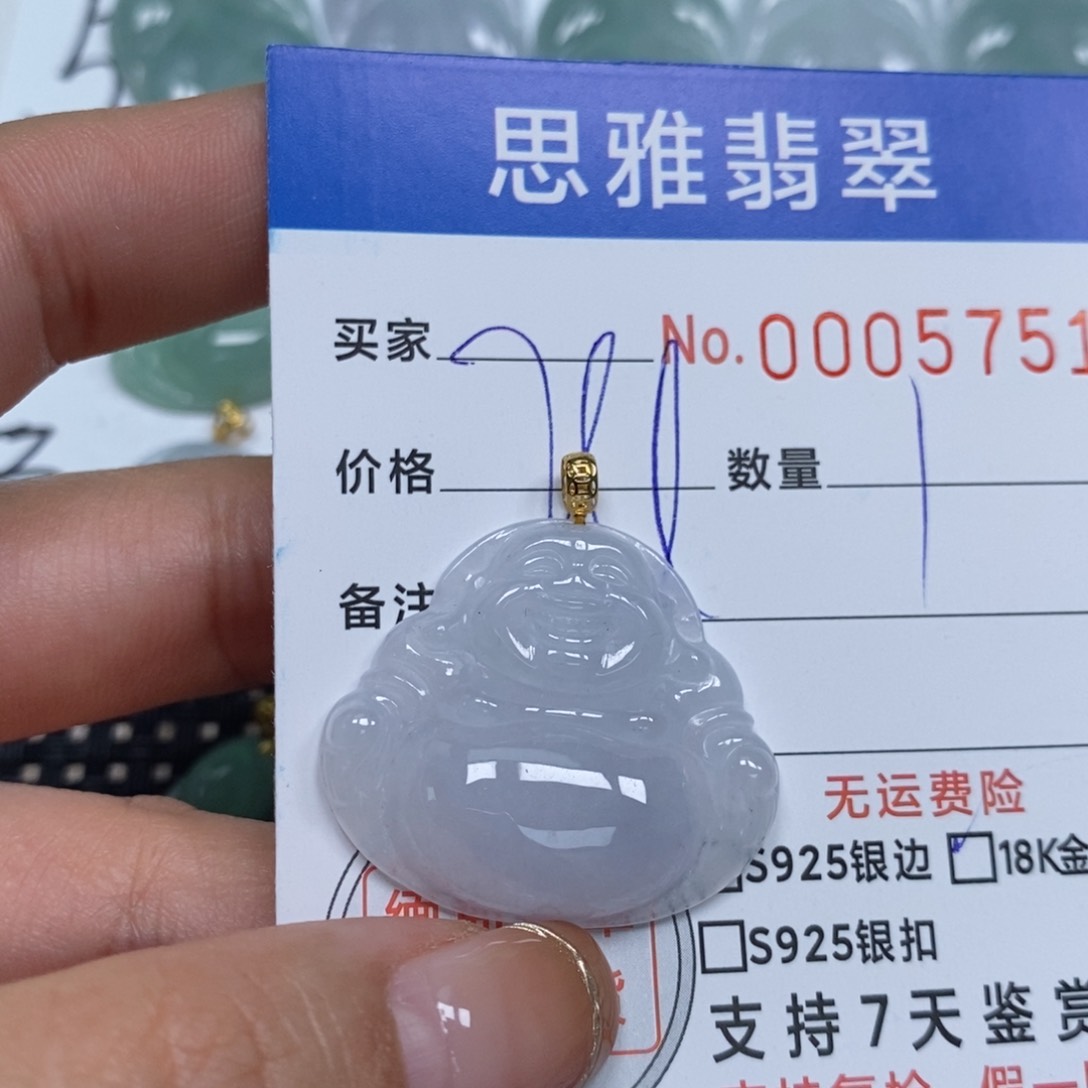 思雅翡翠
买家 No.0005751
价格 数量 1
备注
无运费险
S925银边 18K金
S925银扣
支持7天鉴赏